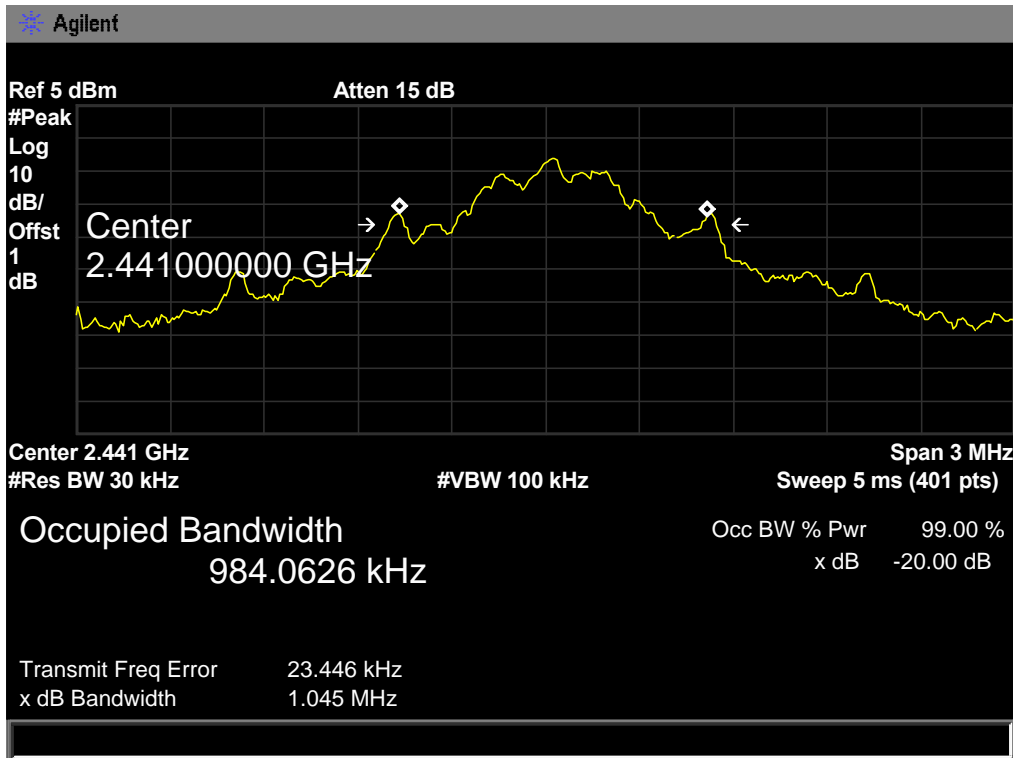 Agilent
Ref 5 dBm Atten 15 dB
#Peak
Log
10
dB/
Offst
1
dB
Center
2.441000000 GHz
Center 2.441 GHz Span 3 MHz
#Res BW 30 kHz #VBW 100 kHz Sweep 5 ms (401 pts)
Occupied Bandwidth Occ BW % Pwr 99.00 %
984.0626 kHz x dB -20.00 dB
Transmit Freq Error 23.446 kHz
x dB Bandwidth 1.045 MHz